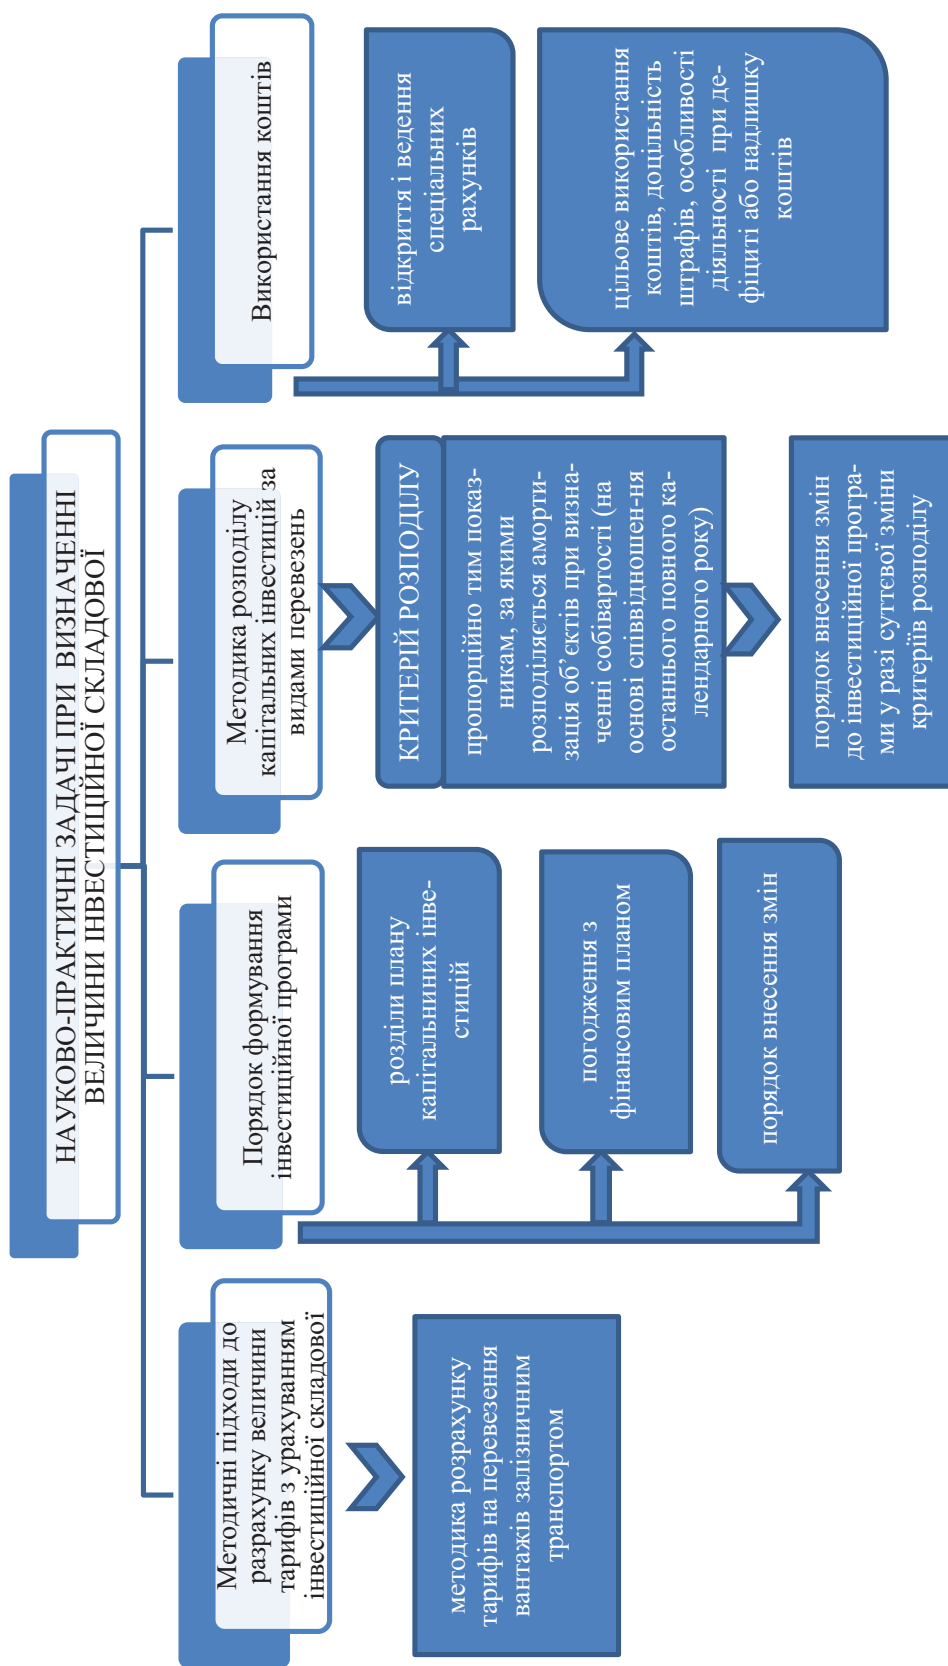 НАУКОВО-ПРАКТИЧНІ ЗАДАЧІ ПРИ ВИЗНАЧЕННІ
ВЕЛИЧИНИ ІНВЕСТИЦІЙНОЇ СКЛАДОВОЇ
Методичні підходи до
разрахунку величини
тарифів з урахуванням
інвестиційної складової
методика розрахунку
тарифів на перевезення
вантажів залізничним
транспортом
Порядок формування
інвестиційної програми
розділи плану
капітальниних інве-
стицій
погодження з
фінансовим планом
порядок внесення змін
Методика розподілу
капітальних інвестицій за
видами перевезень
КРИТЕРІЙ РОЗПОДІЛУ
пропорційно тим показ-
никам, за якими
розподіляється аморти-
зація об’єктів при визна-
ченні собівартості (на
основі співвідношен-ня
останнього повного ка-
лендарного року)
порядок внесення змін
до інвестиційної програ-
ми у разі суттєвої зміни
критеріїв розподілу
Використання коштів
відкриття і ведення
спеціальних
рахунків
цільове використання
коштів, доцільність
штрафів, особливості
діяльності при де-
фіциті або надлишку
коштів